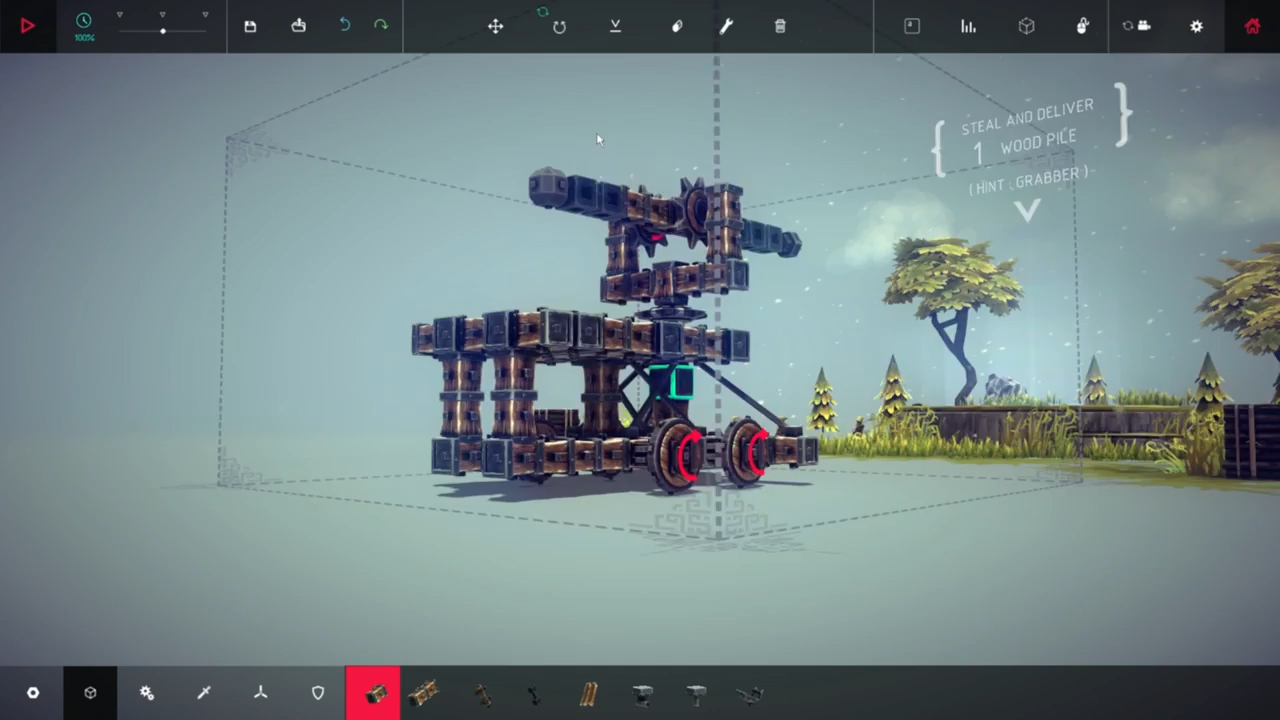 100%
STEAL AND DELIVER
1 WOOD PILE
( HINT : GRABBER )